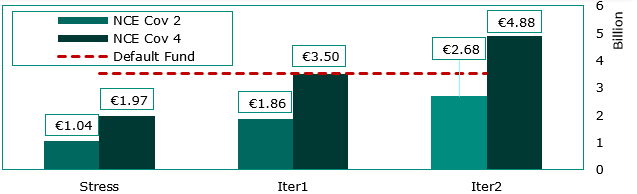 NCE Cov 2
NCE Cov 4
Default Fund
€1.04
€1.97
€1.86
€3.50
€2.68
€4.88
6
5
4
3
2
1
0
Billion
Stress
Iter1
Iter2